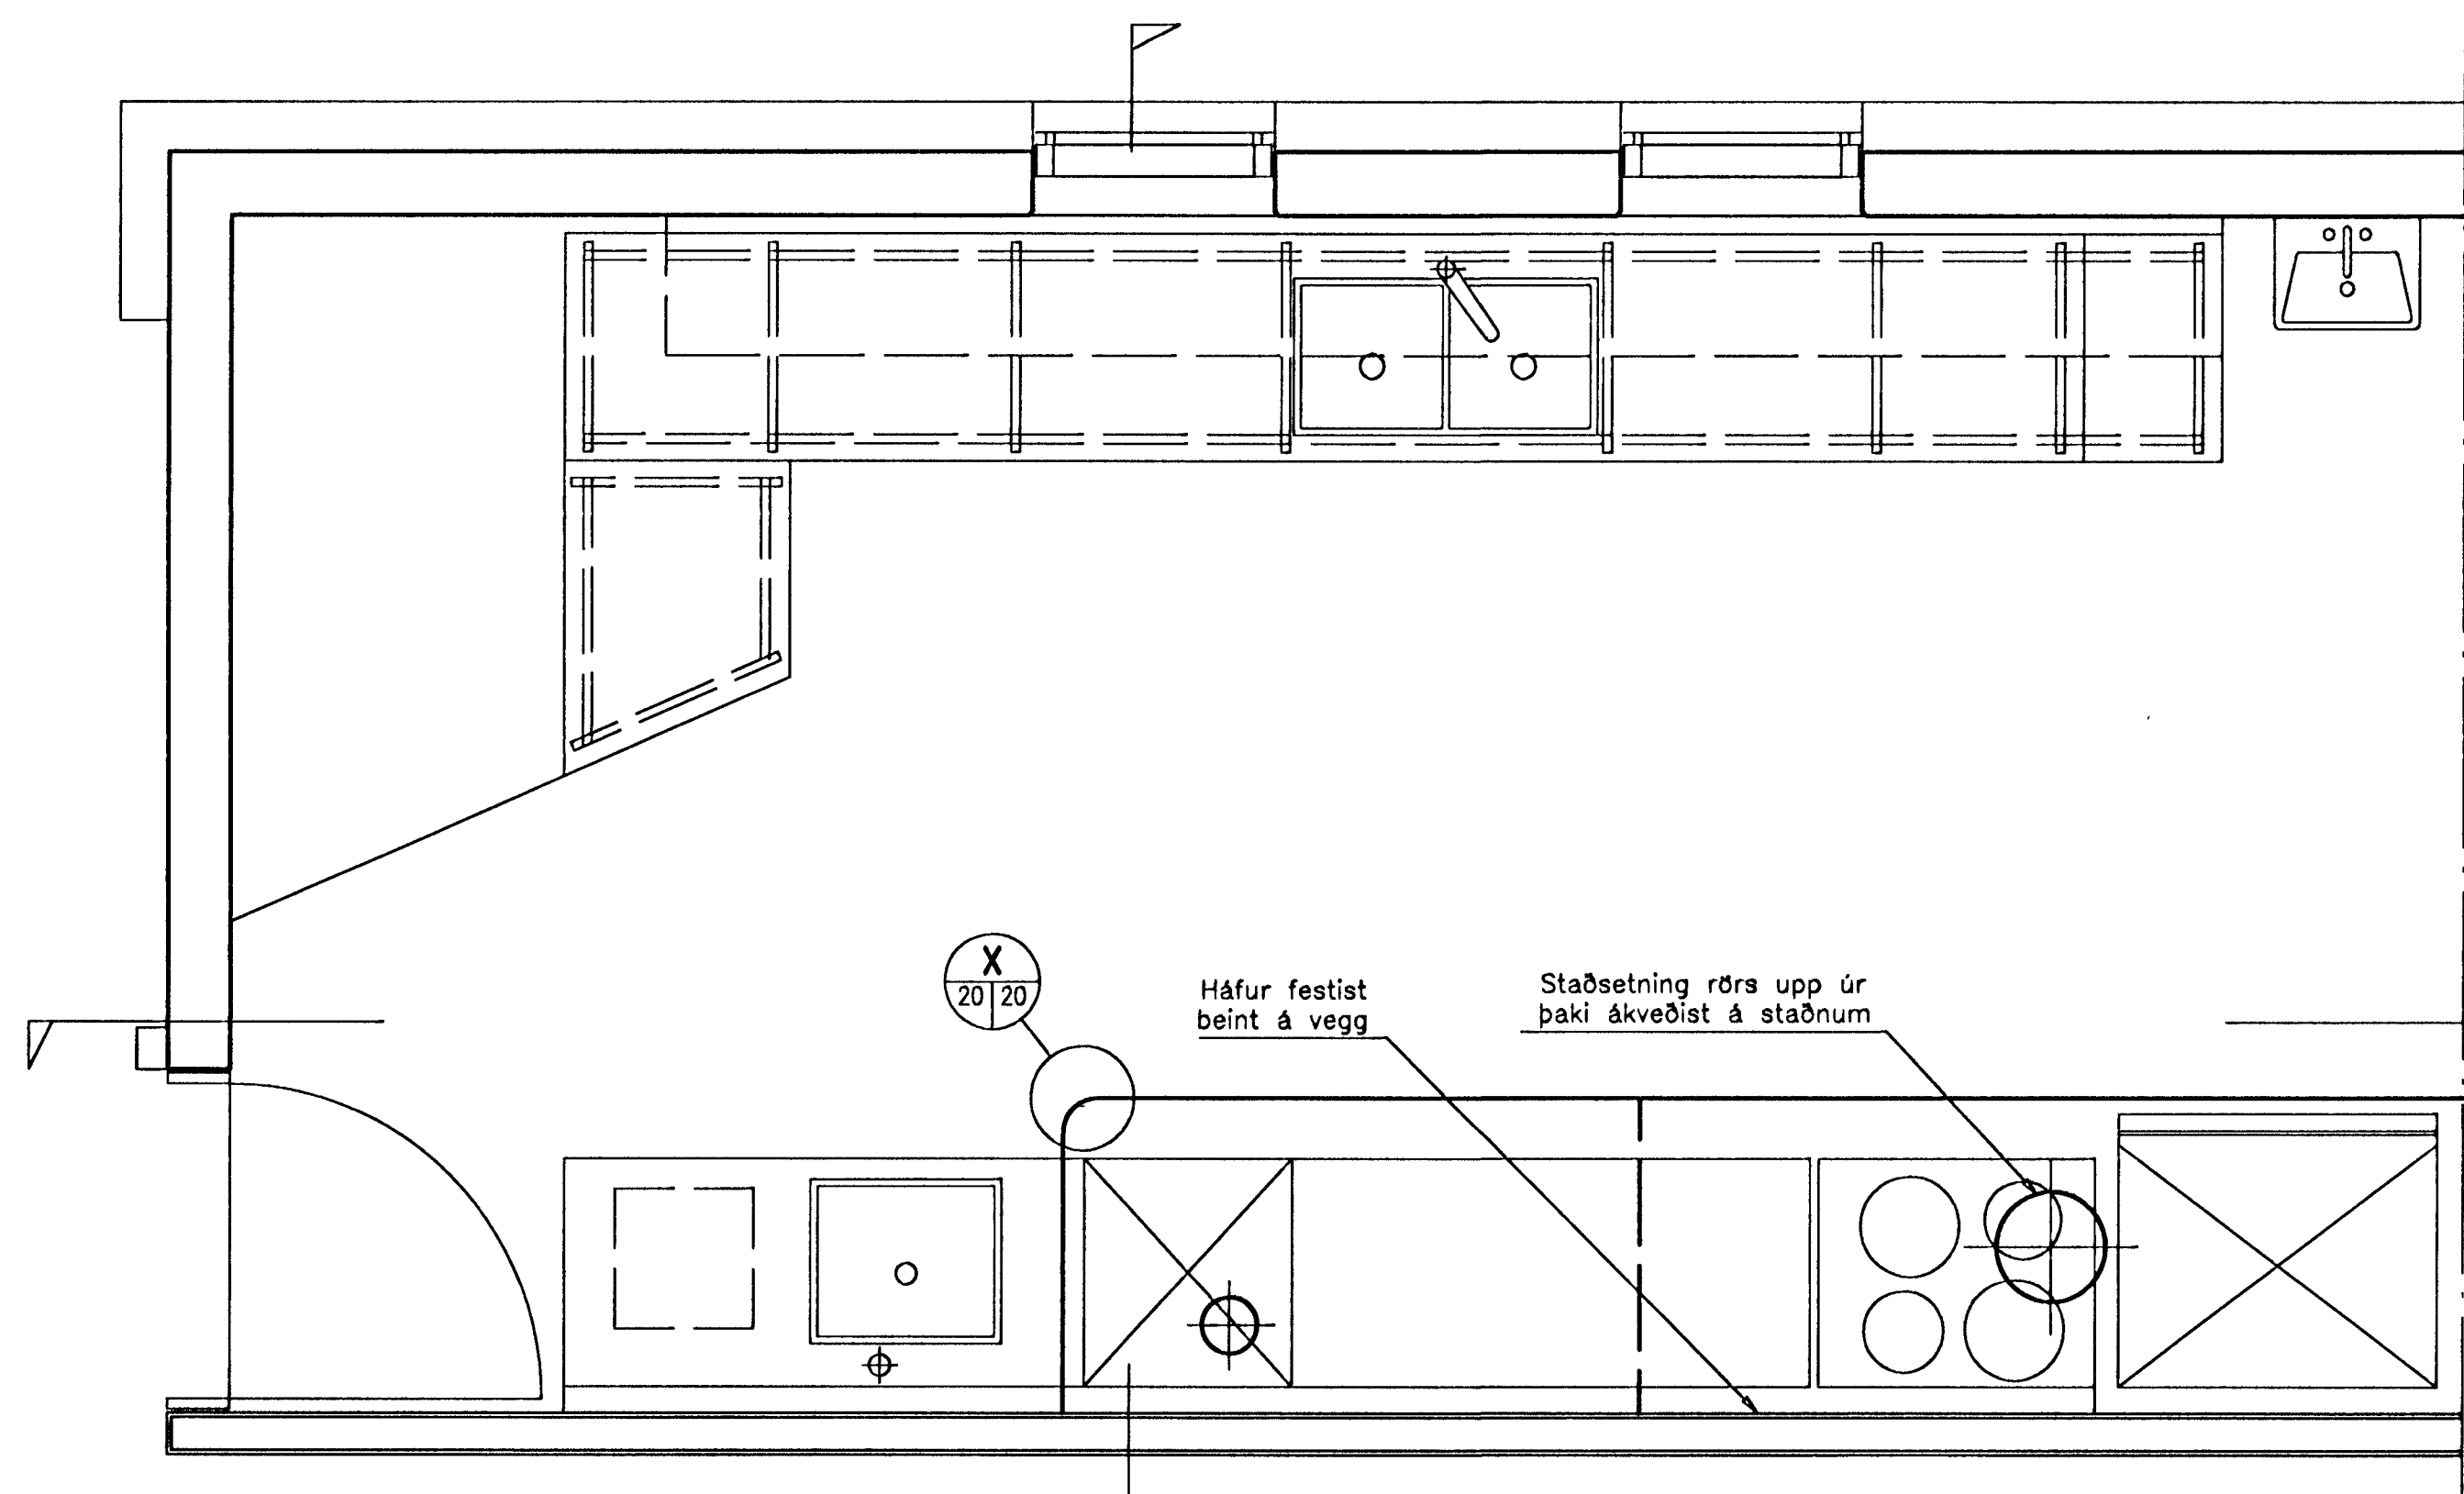 X
20 20
Háfur festist
beint á vegg
Staðsetning rörs upp úr
þaki ákveðist á staðnum